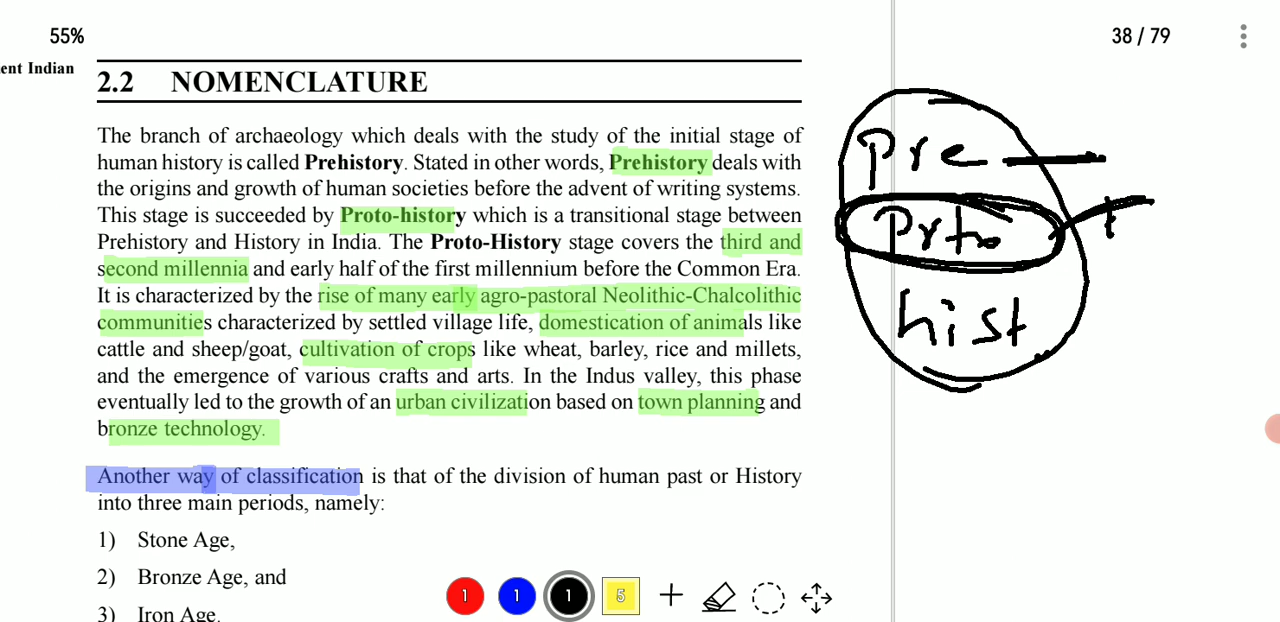 55%
38 / 79
ent Indian
2.2 NOMENCLATURE
The branch of archaeology which deals with the study of the initial stage of
human history is called Prehistory. Stated in other words, Prehistory deals with
the origins and growth of human societies before the advent of writing systems.
This stage is succeeded by Proto-history which is a transitional stage between
Prehistory and History in India. The Proto-History stage covers the third and
second millennia and early half of the first millennium before the Common Era.
It is characterized by the rise of many early agro-pastoral Neolithic-Chalcolithic
communities characterized by settled village life, domestication of animals like
cattle and sheep/goat, cultivation of crops like wheat, barley, rice and millets,
and the emergence of various crafts and arts. In the Indus valley, this phase
eventually led to the growth of an urban civilization based on town planning and
bronze technology.
Another way of classification is that of the division of human past or History
into three main periods, namely:
1) Stone Age,
2) Bronze Age, and
3) Iron Age.
Pre
Prto
t
hist
1
1
1
5